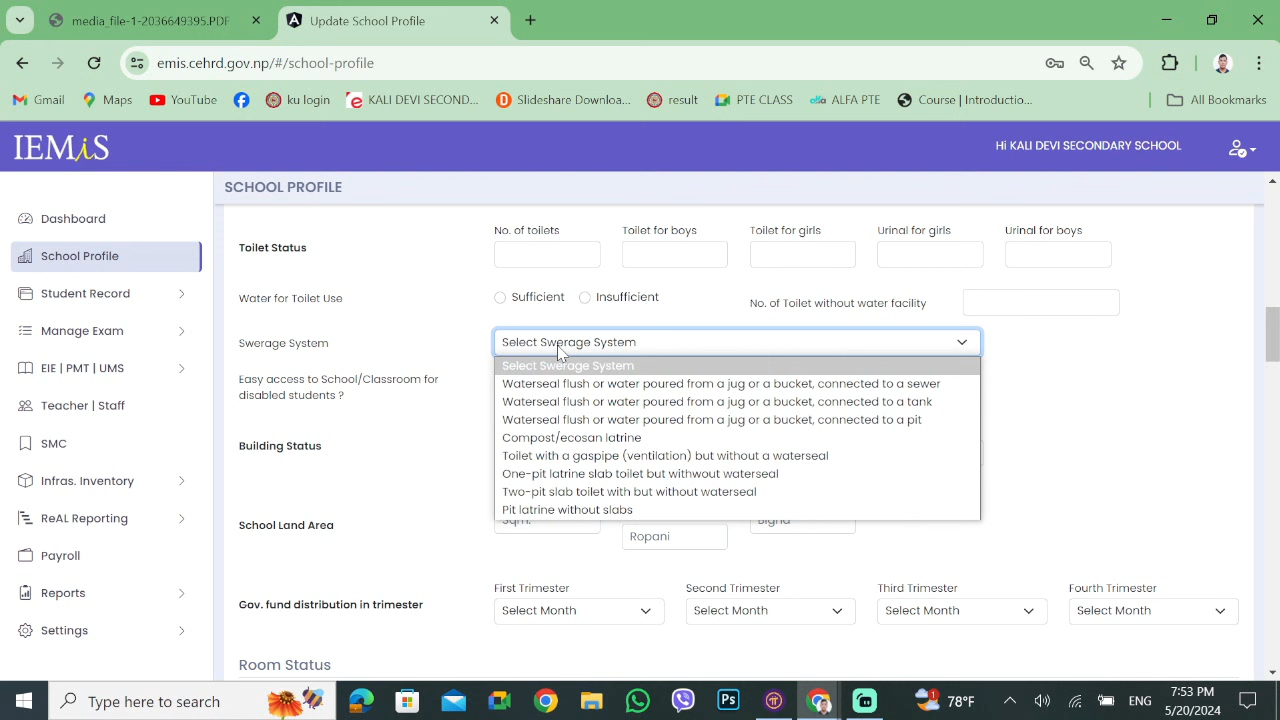 media_file-1-2036649395.PDF
Update School Profile
emis.cehrd.gov.np/#/school-profile
Gmail
Maps
YouTube
ku login
KALI DEVI SECOND...
Slideshare Downloa...
result
PTE CLASS
ALFA PTE
Course | Introductio...
All Bookmarks
IEMiS
Hi KALI DEVI SECONDARY SCHOOL
Dashboard
School Profile
Student Record
Manage Exam
EIE | PMT | UMS
Teacher | Staff
SMC
Infras. Inventory
ReAL Reporting
Payroll
Reports
Settings
SCHOOL PROFILE
No. of toilets Toilet for boys Toilet for girls Urinal for girls Urinal for boys
Toilet Status
Water for Toilet Use Sufficient Insufficient No. of Toilet without water facility
Swerage System Select Swerage System
Select Swerage System
Waterseal flush or water poured from a jug or a bucket, connected to a sewer
Waterseal flush or water poured from a jug or a bucket, connected to a tank
Waterseal flush or water poured from a jug or a bucket, connected to a pit
Compost/ecosan latrine
Toilet with a gaspipe (ventilation) but without a waterseal
One-pit latrine slab toilet but withwout waterseal
Two-pit slab toilet with but without waterseal
Pit latrine without slabs
Easy access to School/Classroom for
disabled students ?
Building Status
School Land Area Sqm. Ropani Bigha
First Trimester Second Trimester Third Trimester Fourth Trimester
Gov. fund distribution in trimester Select Month Select Month Select Month Select Month
Room Status
Type here to search
Ps
1
78°F
ENG
7:53 PM
5/20/2024